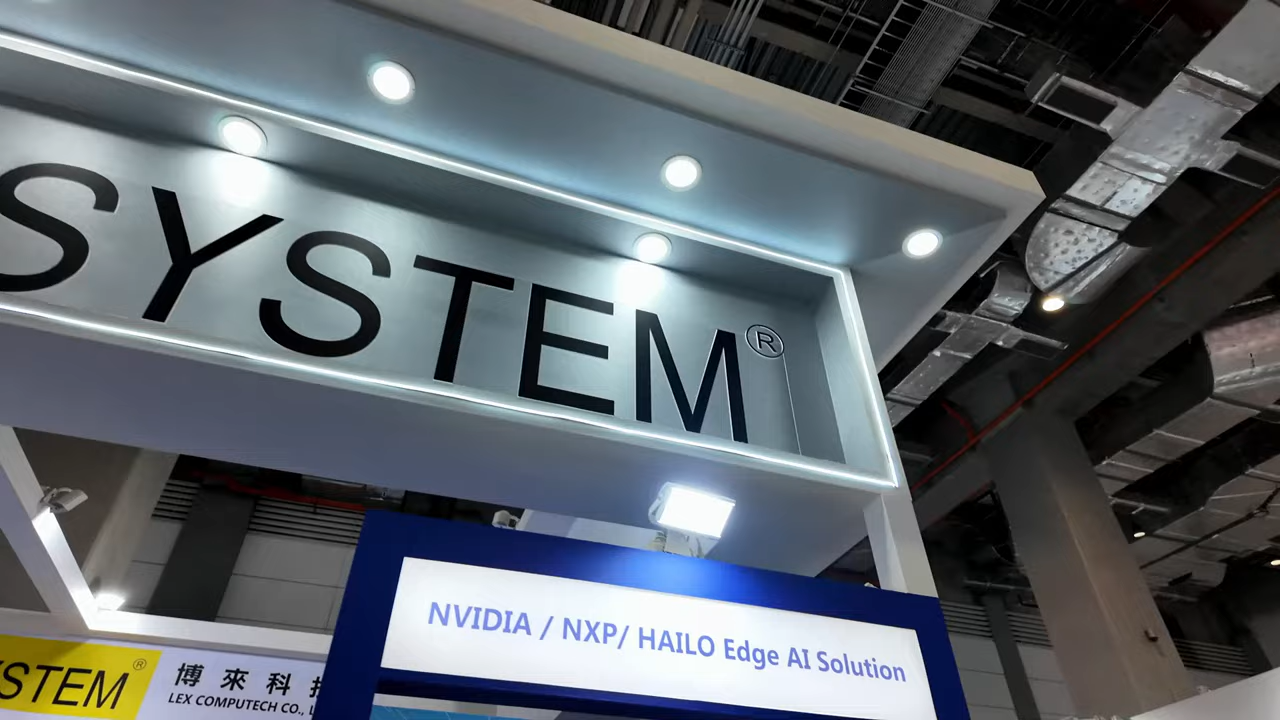 SYSTEM®
NVIDIA / NXP/ HAILO Edge AI Solution
STEM®
博來科
LEX COMPUTECH CO.,